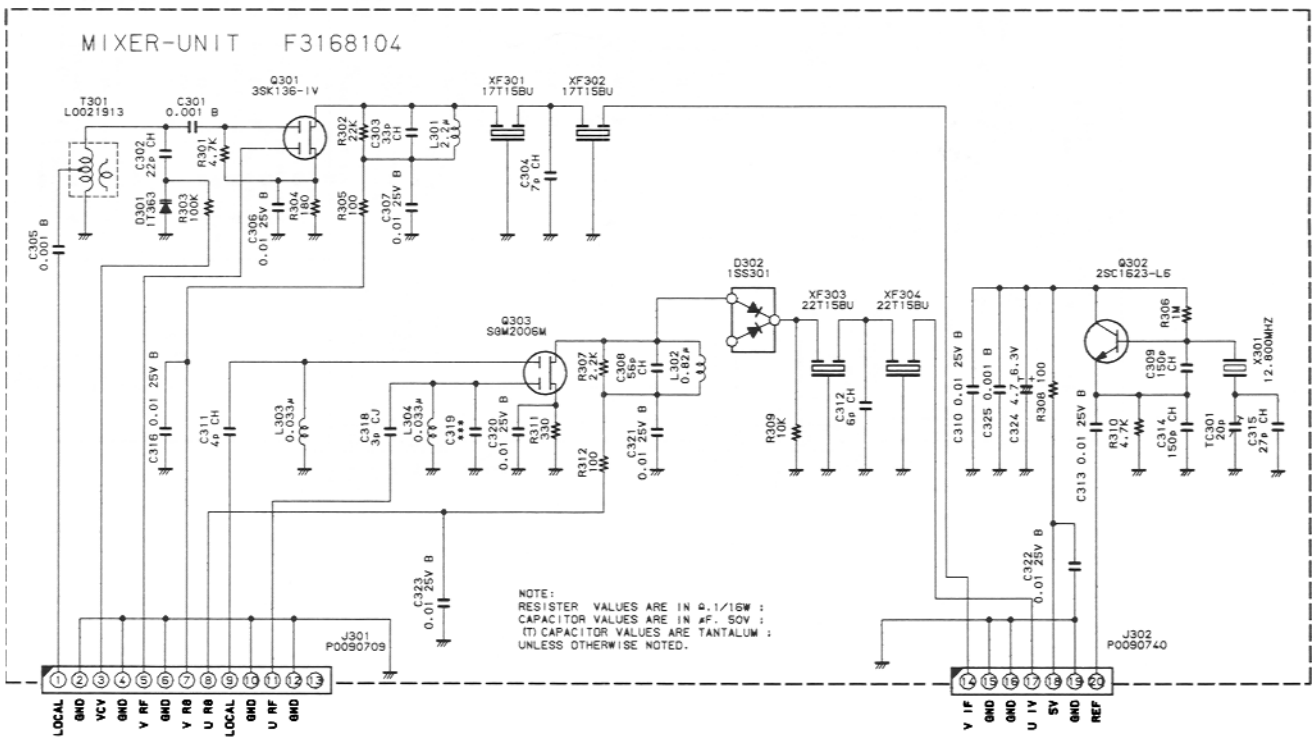 MIXER-UNIT F3168104
T301
L0021913
C301
0.001 B
Q301
3SK136-IV
XF301
17T15BU
XF302
17T15BU
C302
22p CH
R301
4.7K
R302
22K
C303
33p
CH
L301
2.2µ
C304
7p CH
C305
0.001 B
D301
1T363
R303
100K
C306
0.01 25V B
R304
180
R305
100
C307
0.01 25V B
D302
1SS301
Q302
2SC1623-L6
XF303
22T15BU
XF304
22T15BU
Q303
SGM2006M
R306
1M
X301
12.800MHZ
C316 0.01 25V B
C311
4p CH
L303
0.033µ
C318
3p CJ
L304
0.033µ
C319
***
C320
0.01 25V B
R311
330
R307
2.2K
C308
56p
CH
L302
0.82µ
R312
100
C321
0.01 25V B
R309
10K
C312
6p CH
C310 0.01 25V B
C325 0.001 B
C324 4.7 6.3V
R308 100
C309
150p
CH
C313 0.01 25V B
R310
4.7K
C314
150p CH
TC301
20p
C315
27p CH
C323
0.01 25V B
C322
0.01 25V B
NOTE:
RESISTER VALUES ARE IN Ω.1/16W ;
CAPACITOR VALUES ARE IN µF. 50V ;
(T) CAPACITOR VALUES ARE TANTALUM ;
UNLESS OTHERWISE NOTED.
J301
P0090709
J302
P0090740
1 2 3 4 5 6 7 8 9 10 11 12 13
14 15 16 17 18 19 20
LOCAL
GND
VCV
GND
V RF
GND
V R8
U R8
LOCAL
GND
U RF
GND
V IF
GND
GND
U IV
5V
GND
REF